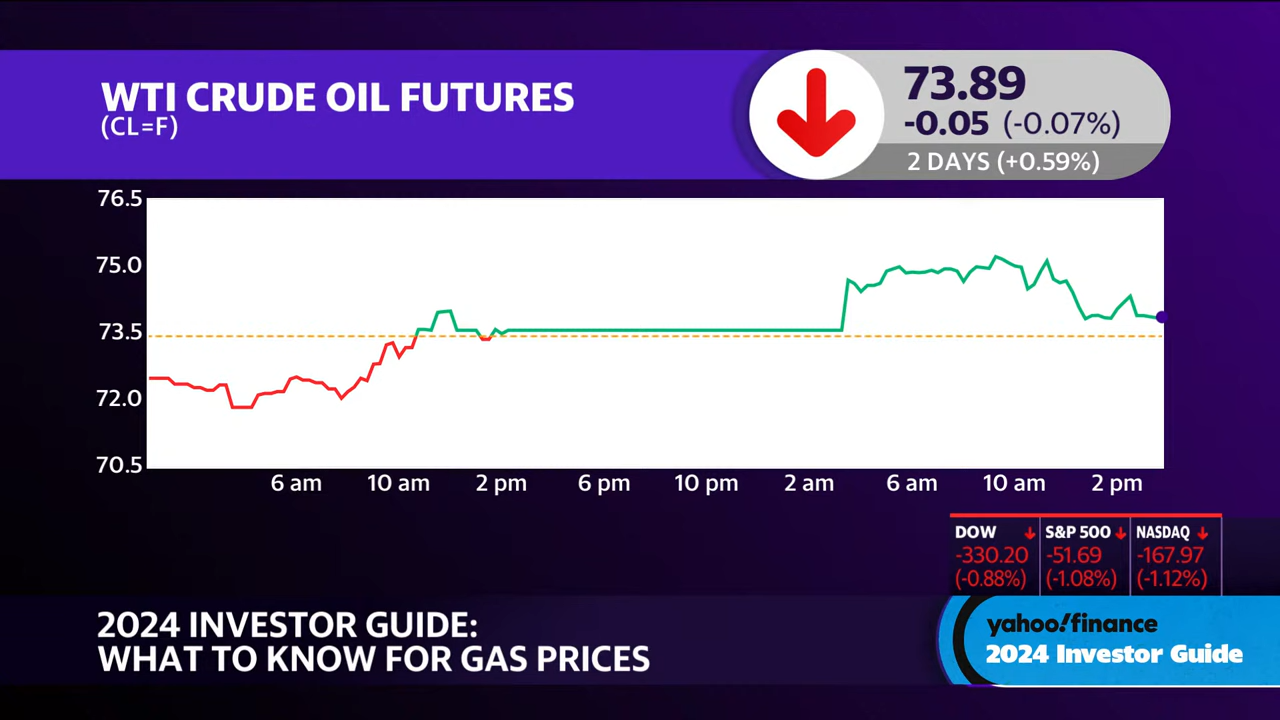 WTI CRUDE OIL FUTURES
(CL=F)
73.89
-0.05 (-0.07%)
2 DAYS (+0.59%)
76.5
75.0
73.5
72.0
70.5
6 am 10 am 2 pm 6 pm 10 pm 2 am 6 am 10 am 2 pm
DOW S&P 500 NASDAQ
-330.20 -51.69 -167.97
(-0.88%) (-1.08%) (-1.12%)
2024 INVESTOR GUIDE:
WHAT TO KNOW FOR GAS PRICES
yahoo!finance
2024 Investor Guide